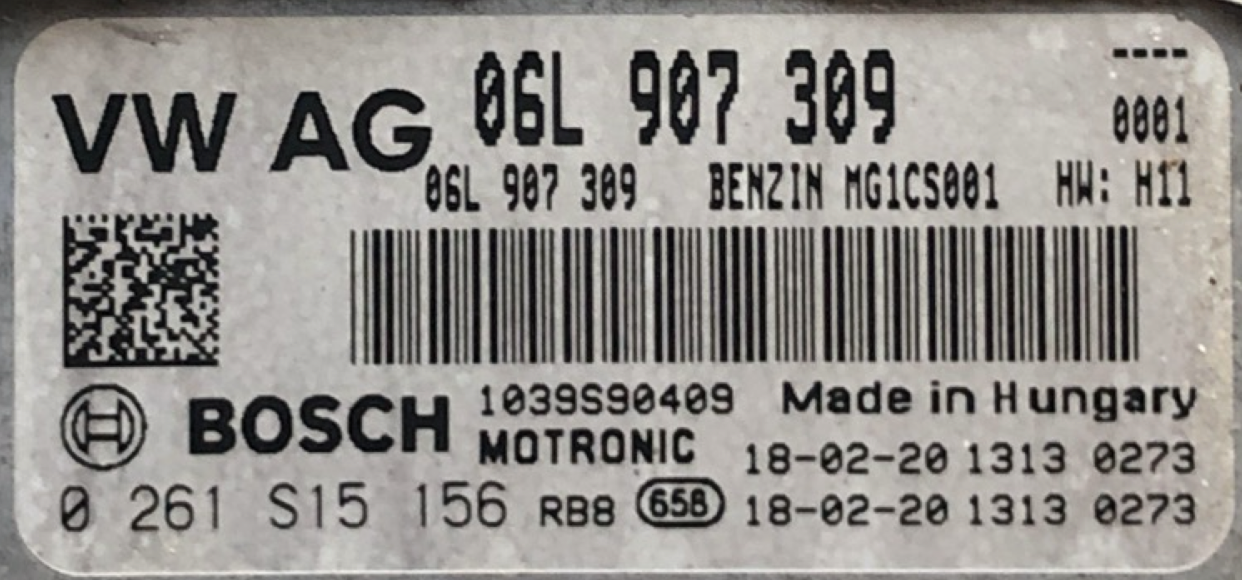 VW AG 06L 907 309 ----
0001
06L 907 309 BENZIN MG1CS001 HW: H11
BOSCH 1039S90409 Made in Hungary
MOTRONIC 18-02-20 1313 0273
0 261 S15 156 RB8 658 18-02-20 1313 0273